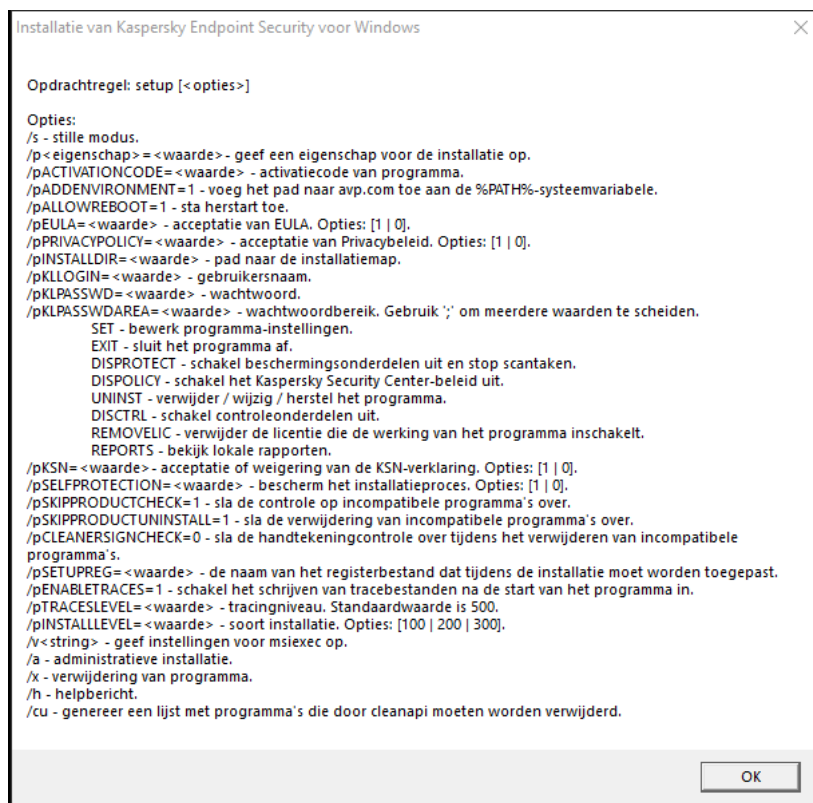 Installatie van Kaspersky Endpoint Security voor Windows
Opdrachtregel: setup [<opties>]
Opties:
/s - stille modus.
/p<eigenschap>=<waarde>- geef een eigenschap voor de installatie op.
/pACTIVATIONCODE=<waarde> - activatiecode van programma.
/pADDENVIRONMENT=1 - voeg het pad naar avp.com toe aan de %PATH%-systeemvariabele.
/pALLOWREBOOT=1 - sta herstart toe.
/pEULA=<waarde> - acceptatie van EULA. Opties: [1 | 0].
/pPRIVACYPOLICY=<waarde> - acceptatie van Privacybeleid. Opties: [1 | 0].
/pINSTALLDIR=<waarde> - pad naar de installatiemap.
/pKLLOGIN=<waarde> - gebruikersnaam.
/pKLPASSWD=<waarde> - wachtwoord.
/pKLPASSWDAREA=<waarde> - wachtwoordbereik. Gebruik ';' om meerdere waarden te scheiden.
SET - bewerk programma-instellingen.
EXIT - sluit het programma af.
DISPROTECT - schakel beschermingsonderdelen uit en stop scantaken.
DISPOLICY - schakel het Kaspersky Security Center-beleid uit.
UNINST - verwijder / wijzig / herstel het programma.
DISCTRL - schakel controleonderdelen uit.
REMOVELIC - verwijder de licentie die de werking van het programma inschakelt.
REPORTS - bekijk lokale rapporten.
/pKSN=<waarde>- acceptatie of weigering van de KSN-verklaring. Opties: [1 | 0].
/pSELFPROTECTION=<waarde> - bescherm het installatieproces. Opties: [1 | 0].
/pSKIPPRODUCTCHECK=1 - sla de controle op incompatibele programma's over.
/pSKIPPRODUCTUNINSTALL=1 - sla de verwijdering van incompatibele programma's over.
/pCLEANERSIGNCHECK=0 - sla de handtekeningcontrole over tijdens het verwijderen van incompatibele
programma's.
/pSETUPREG=<waarde> - de naam van het registerbestand dat tijdens de installatie moet worden toegepast.
/pENABLETRACES=1 - schakel het schrijven van tracebestanden na de start van het programma in.
/pTRACESLEVEL=<waarde> - tracingniveau. Standaardwaarde is 500.
/pINSTALLLEVEL=<waarde> - soort installatie. Opties: [100 | 200 | 300].
/v<string> - geef instellingen voor msiexec op.
/a - administratieve installatie.
/x - verwijdering van programma.
/h - helpbericht.
/cu - genereer een lijst met programma's die door cleanapi moeten worden verwijderd.
OK